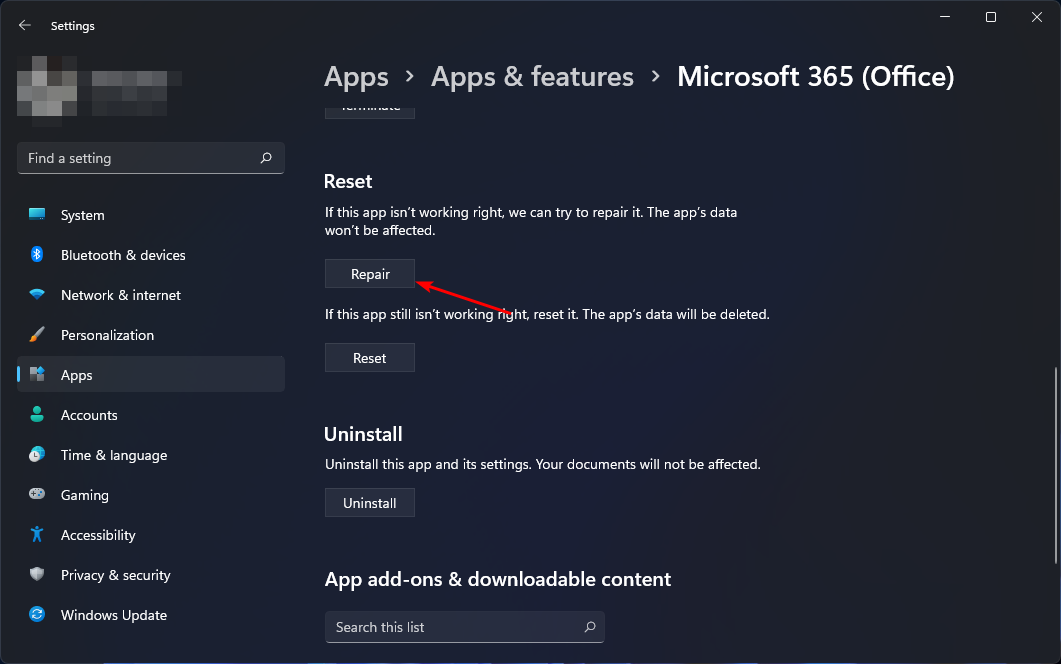 Settings
Apps > Apps & features > Microsoft 365 (Office)
Terminate
Find a setting
System
Bluetooth & devices
Network & internet
Personalization
Apps
Accounts
Time & language
Gaming
Accessibility
Privacy & security
Windows Update
Reset
If this app isn't working right, we can try to repair it. The app's data
won't be affected.
Repair
If this app still isn't working right, reset it. The app's data will be deleted.
Reset
Uninstall
Uninstall this app and its settings. Your documents will not be affected.
Uninstall
App add-ons & downloadable content
Search this list